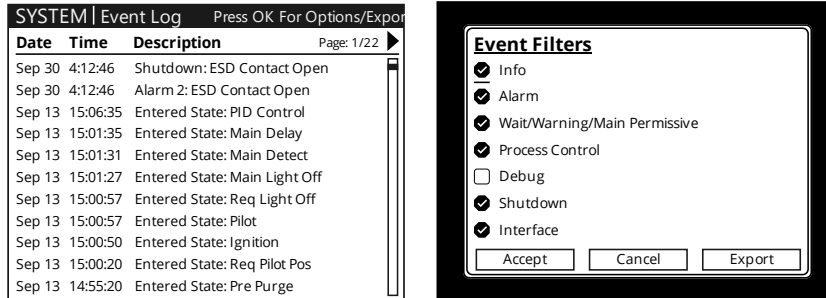 SYSTEM | Event Log Press OK For Options/Expor
Date Time Description Page: 1/22
Sep 30 4:12:46 Shutdown: ESD Contact Open
Sep 30 4:12:46 Alarm 2: ESD Contact Open
Sep 13 15:06:35 Entered State: PID Control
Sep 13 15:01:35 Entered State: Main Delay
Sep 13 15:01:31 Entered State: Main Detect
Sep 13 15:01:27 Entered State: Main Light Off
Sep 13 15:00:57 Entered State: Req Light Off
Sep 13 15:00:57 Entered State: Pilot
Sep 13 15:00:50 Entered State: Ignition
Sep 13 15:00:20 Entered State: Req Pilot Pos
Sep 13 14:55:20 Entered State: Pre Purge
Event Filters
Info
Alarm
Wait/Warning/Main Permissive
Process Control
Debug
Shutdown
Interface
Accept Cancel Export